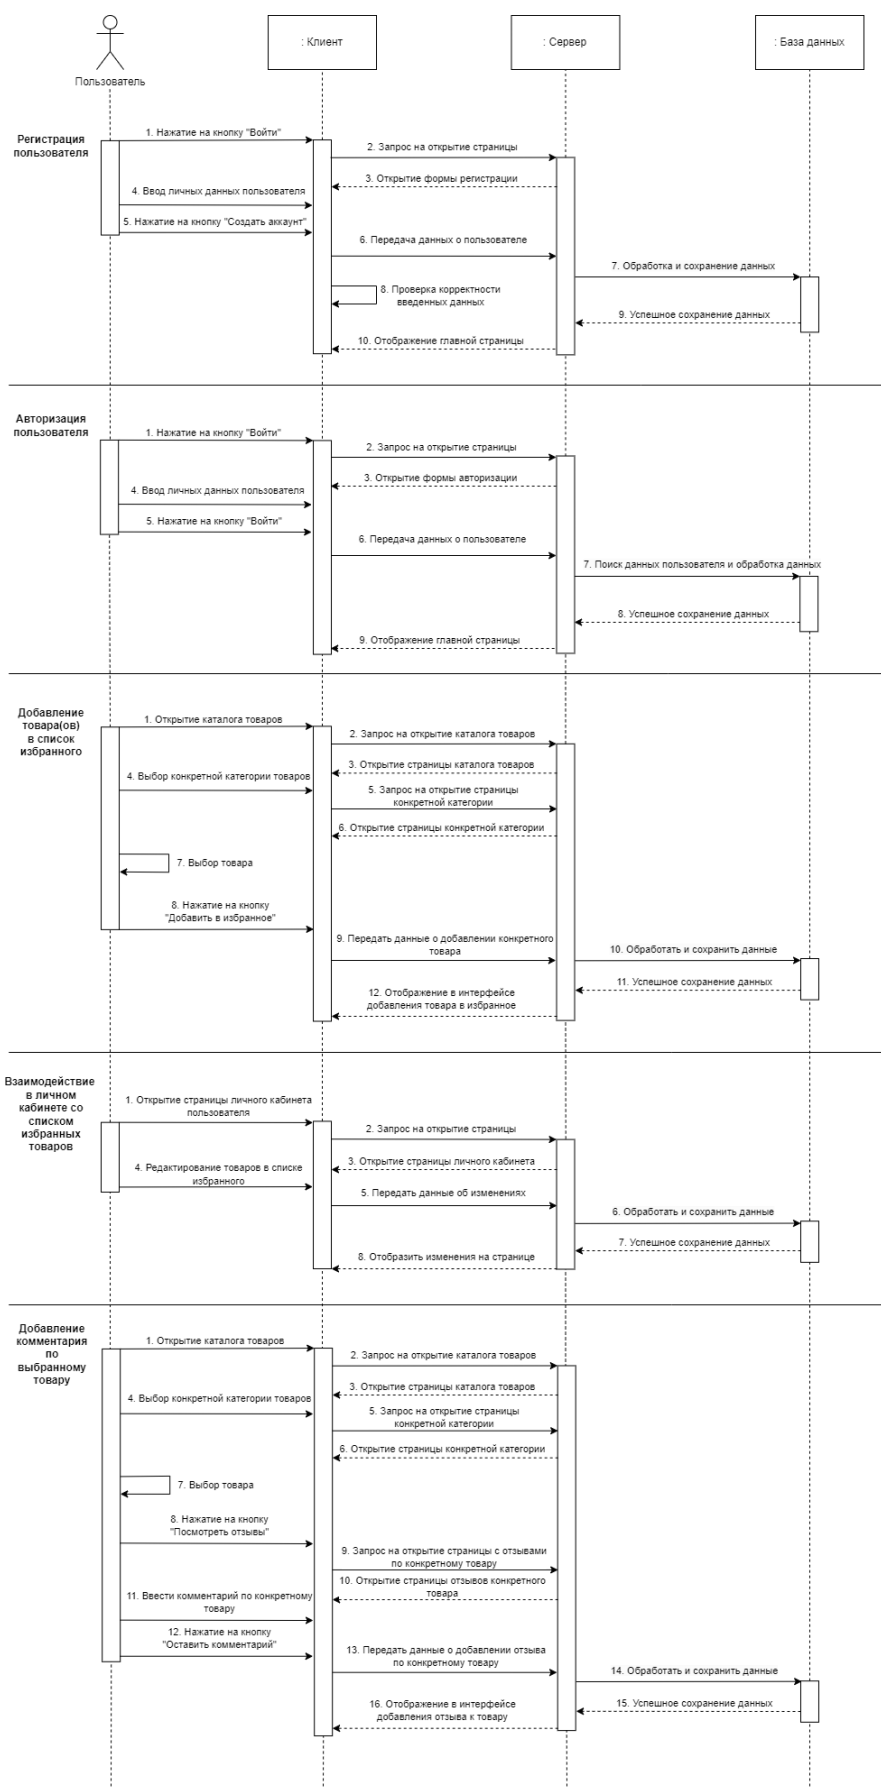 : Клиент
: Сервер
: База данных
Пользователь
Регистрация
пользователя
1. Нажатие на кнопку "Войти"
2. Запрос на открытие страницы
3. Открытие формы регистрации
4. Ввод личных данных пользователя
5. Нажатие на кнопку "Создать аккаунт"
6. Передача данных о пользователе
7. Обработка и сохранение данных
8. Проверка корректности
введенных данных
9. Успешное сохранение данных
10. Отображение главной страницы
Авторизация
пользователя
1. Нажатие на кнопку "Войти"
2. Запрос на открытие страницы
3. Открытие формы авторизации
4. Ввод личных данных пользователя
5. Нажатие на кнопку "Войти"
6. Передача данных о пользователе
7. Поиск данных пользователя и обработка данных
8. Успешное сохранение данных
9. Отображение главной страницы
Добавление
товара(ов)
в список
избранного
1. Открытие каталога товаров
2. Запрос на открытие каталога товаров
3. Открытие страницы каталога товаров
4. Выбор конкретной категории товаров
5. Запрос на открытие страницы
конкретной категории
6. Открытие страницы конкретной категории
7. Выбор товара
8. Нажатие на кнопку
"Добавить в избранное"
9. Передать данные о добавлении конкретного
товара
10. Обработать и сохранить данные
11. Успешное сохранение данных
12. Отображение в интерфейсе
добавления товара в избранное
Взаимодействие
в личном
кабинете со
списком
избранных
товаров
1. Открытие страницы личного кабинета
пользователя
2. Запрос на открытие страницы
3. Открытие страницы личного кабинета
4. Редактирование товаров в списке
избранного
5. Передать данные об изменениях
6. Обработать и сохранить данные
7. Успешное сохранение данных
8. Отобразить изменения на странице
Добавление
комментария
по
выбранному
товару
1. Открытие каталога товаров
2. Запрос на открытие каталога товаров
3. Открытие страницы каталога товаров
4. Выбор конкретной категории товаров
5. Запрос на открытие страницы
конкретной категории
6. Открытие страницы конкретной категории
7. Выбор товара
8. Нажатие на кнопку
"Посмотреть отзывы"
9. Запрос на открытие страницы с отзывами
по конкретному товару
10. Открытие страницы отзывов конкретного
товара
11. Ввести комментарий по конкретному
товару
12. Нажатие на кнопку
"Оставить комментарий"
13. Передать данные о добавлении отзыва
по конкретному товару
14. Обработать и сохранить данные
15. Успешное сохранение данных
16. Отображение в интерфейсе
добавления отзыва к товару